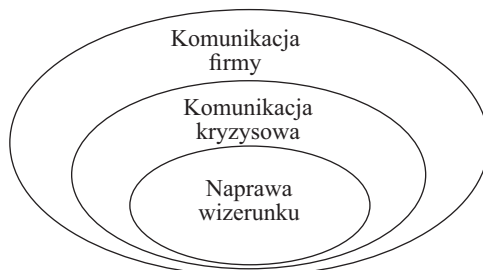 Komunikacja
firmy
Komunikacja
kryzysowa
Naprawa
wizerunku